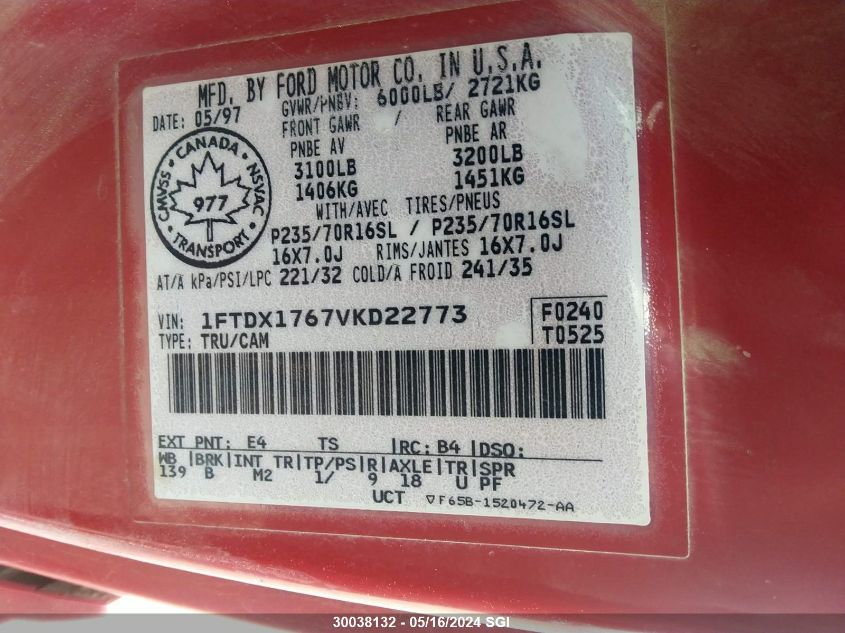 MFD. BY FORD MOTOR CO. IN U.S.A.
DATE: 05/97 GVWR/PNBV: 6000LB/ 2721KG
FRONT GAWR / REAR GAWR
PNBE AV PNBE AR
3100LB 3200LB
1406KG 1451KG
WITH/AVEC TIRES/PNEUS
P235/70R16SL / P235/70R16SL
16X7.0J RIMS/JANTES 16X7.0J
AT/A kPa/PSI/LPC 221/32 COLD/A FROID 241/35
CMVSS • CANADA • NSVAC
977
• TRANSPORT •
VIN: 1FTDX1767VKD22773 F0240
TYPE: TRU/CAM T0525
EXT PNT: E4 TS |RC: B4 |DSO:
WB |BRK|INT TR|TP/PS|R|AXLE|TR|SPR
139 B M2 1/ 9 18 U PF
UCT ▽F65B-1520472-AA
30038132 - 05/16/2024 SGI